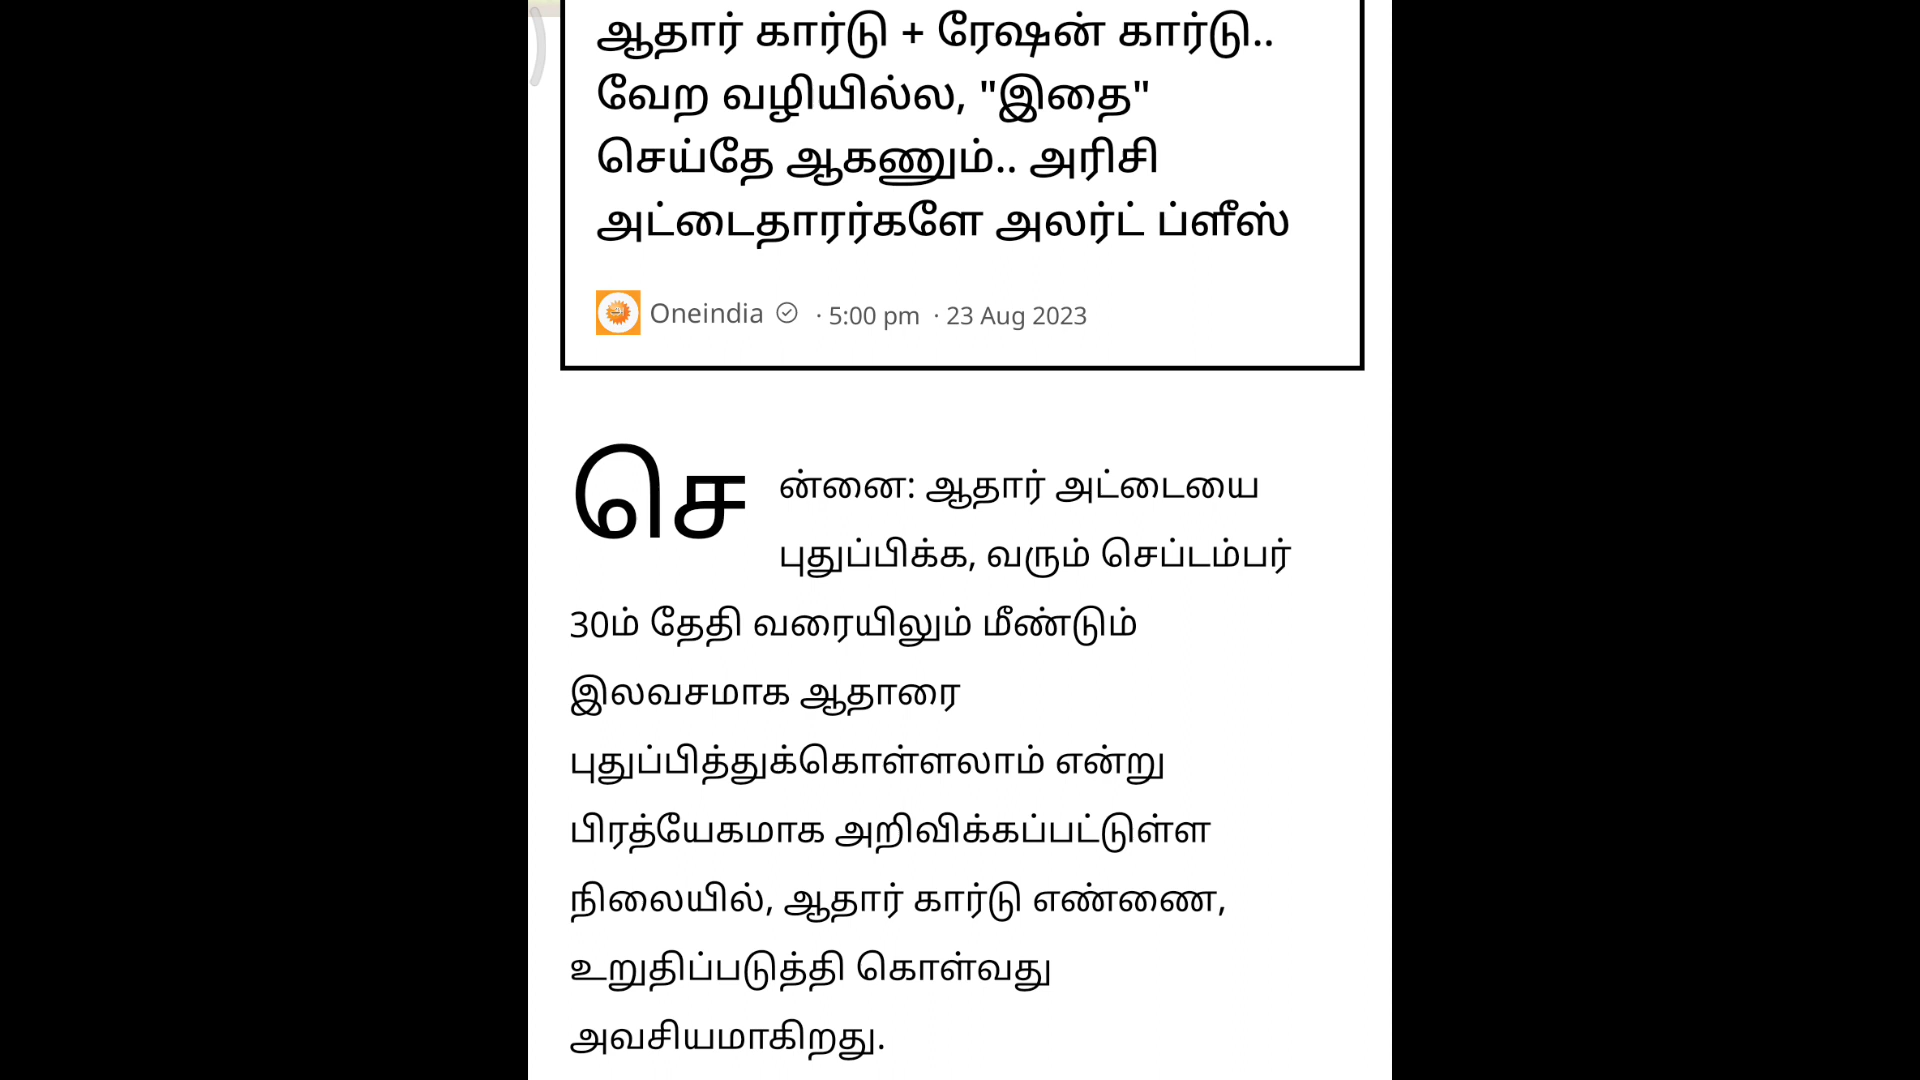 ஆதார் கார்டு + ரேஷன் கார்டு..
வேற வழியில்ல, "இதை"
செய்தே ஆகணும்.. அரிசி
அட்டைதாரர்களே அலர்ட் ப்ளீஸ்
Oneindia · 5:00 pm · 23 Aug 2023
சென்னை: ஆதார் அட்டையை
புதுப்பிக்க, வரும் செப்டம்பர்
30ம் தேதி வரையிலும் மீண்டும்
இலவசமாக ஆதாரை
புதுப்பித்துக்கொள்ளலாம் என்று
பிரத்யேகமாக அறிவிக்கப்பட்டுள்ள
நிலையில், ஆதார் கார்டு எண்ணை,
உறுதிப்படுத்தி கொள்வது
அவசியமாகிறது.